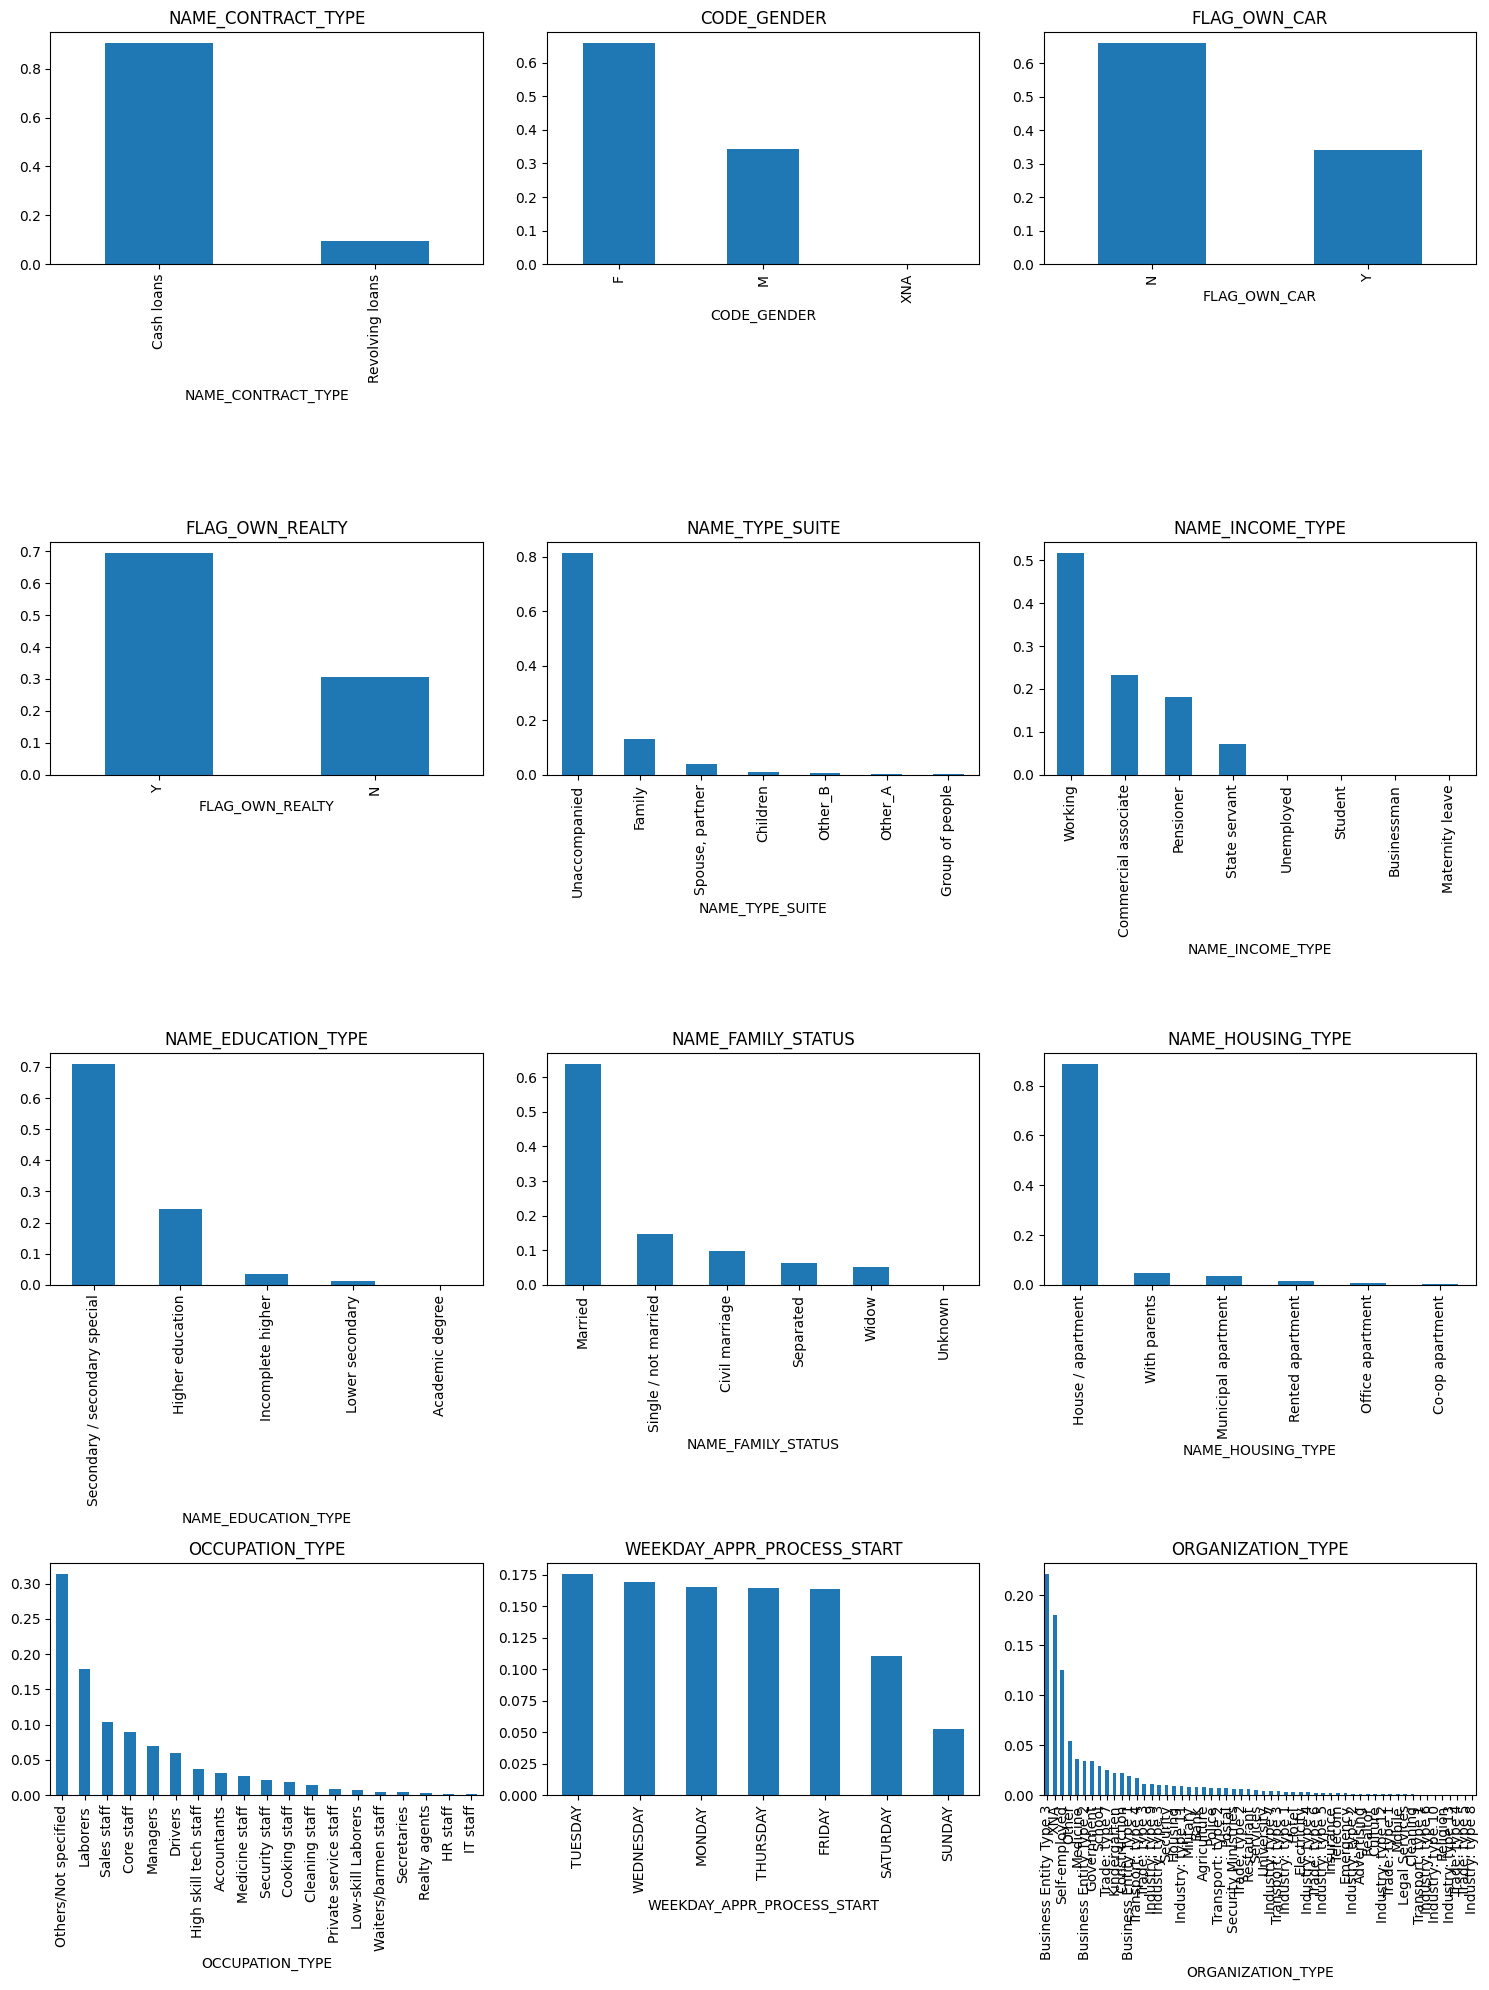 NAME_CONTRACT_TYPE
0.8
0.6
0.4
0.2
0.0
Cash loans
Revolving loans
NAME_CONTRACT_TYPE
CODE_GENDER
0.6
0.5
0.4
0.3
0.2
0.1
0.0
F
M
XNA
CODE_GENDER
FLAG_OWN_CAR
0.6
0.5
0.4
0.3
0.2
0.1
0.0
N
Y
FLAG_OWN_CAR
FLAG_OWN_REALTY
0.7
0.6
0.5
0.4
0.3
0.2
0.1
0.0
Y
N
FLAG_OWN_REALTY
NAME_TYPE_SUITE
0.8
0.6
0.4
0.2
0.0
Unaccompanied
Family
Spouse, partner
Children
Other_B
Other_A
Group of people
NAME_TYPE_SUITE
NAME_INCOME_TYPE
0.5
0.4
0.3
0.2
0.1
0.0
Working
Commercial associate
Pensioner
State servant
Unemployed
Student
Businessman
Maternity leave
NAME_INCOME_TYPE
NAME_EDUCATION_TYPE
0.7
0.6
0.5
0.4
0.3
0.2
0.1
0.0
Secondary / secondary special
Higher education
Incomplete higher
Lower secondary
Academic degree
NAME_EDUCATION_TYPE
NAME_FAMILY_STATUS
0.6
0.5
0.4
0.3
0.2
0.1
0.0
Married
Single / not married
Civil marriage
Separated
Widow
Unknown
NAME_FAMILY_STATUS
NAME_HOUSING_TYPE
0.8
0.6
0.4
0.2
0.0
House / apartment
With parents
Municipal apartment
Rented apartment
Office apartment
Co-op apartment
NAME_HOUSING_TYPE
OCCUPATION_TYPE
0.30
0.25
0.20
0.15
0.10
0.05
0.00
Others/Not specified
Laborers
Sales staff
Core staff
Managers
Drivers
High skill tech staff
Accountants
Medicine staff
Security staff
Cooking staff
Cleaning staff
Private service staff
Low-skill Laborers
Waiters/barmen staff
Secretaries
Realty agents
HR staff
IT staff
OCCUPATION_TYPE
WEEKDAY_APPR_PROCESS_START
0.175
0.150
0.125
0.100
0.075
0.050
0.025
0.000
TUESDAY
WEDNESDAY
MONDAY
THURSDAY
FRIDAY
SATURDAY
SUNDAY
WEEKDAY_APPR_PROCESS_START
ORGANIZATION_TYPE
0.20
0.15
0.10
0.05
0.00
Business Entity Type 3
XNA
Self-employed
Other
Medicine
Government
School
Trade: type 7
Kindergarten
Construction
ORGANIZATION_TYPE